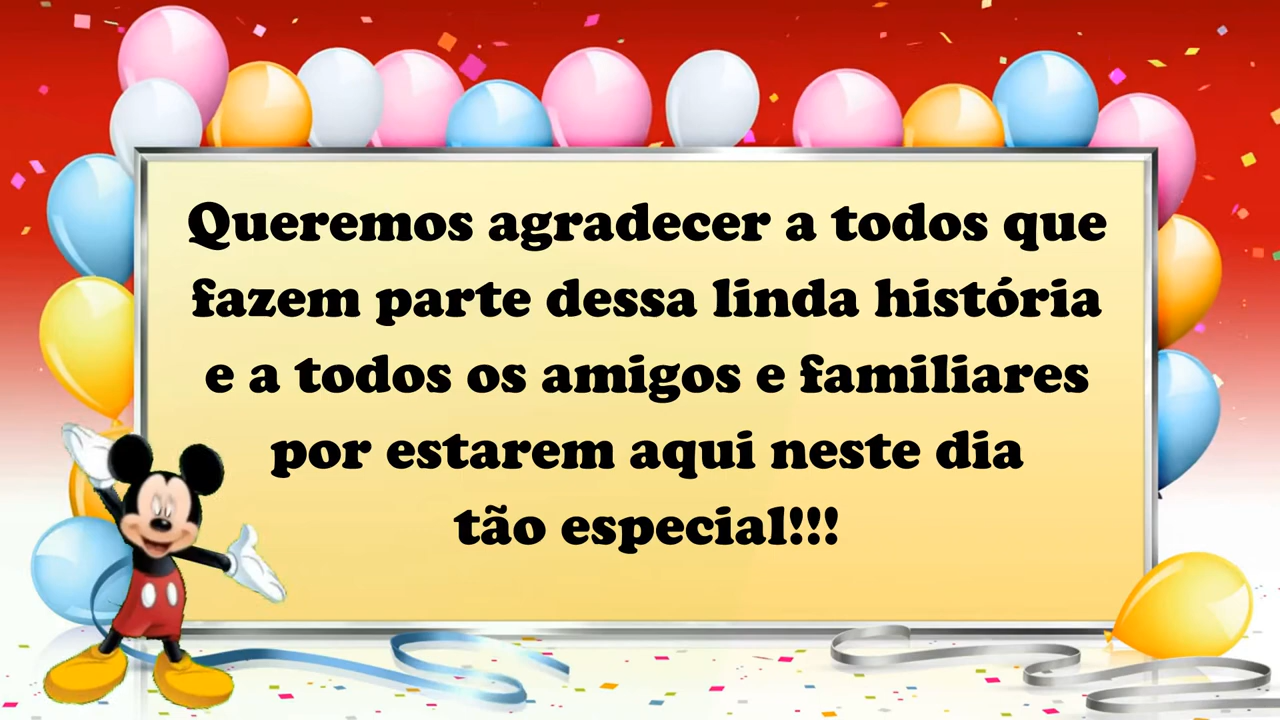 Queremos agradecer a todos que
fazem parte dessa linda história
e a todos os amigos e familiares
por estarem aqui neste dia
tão especial!!!